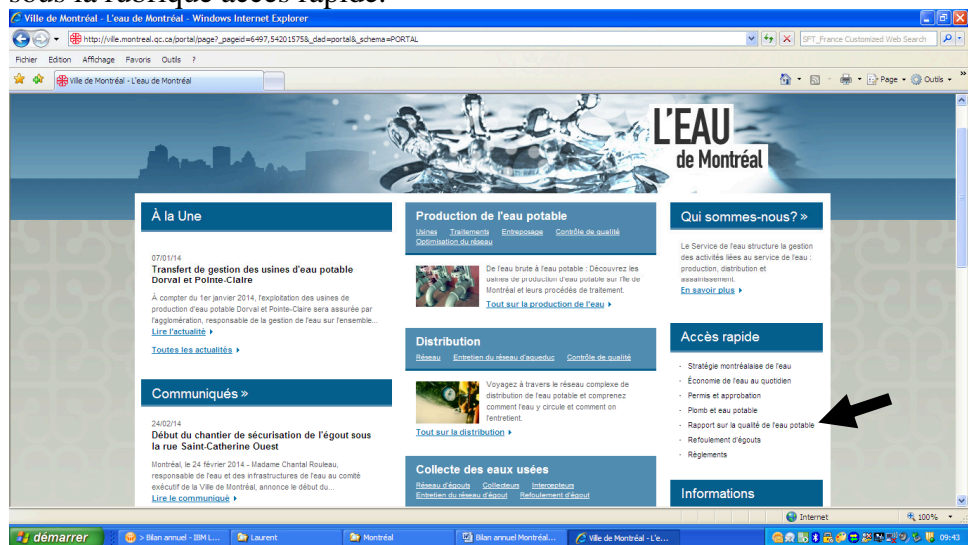 sous la rubrique accès rapide.
Ville de Montréal - L'eau de Montréal - Windows Internet Explorer
http://ville.montreal.qc.ca/portal/page?_pageid=6497,54201575&_dad=portal&_schema=PORTAL
SFT_France Customized Web Search
Fichier Edition Affichage Favoris Outils ?
Ville de Montréal - L'eau de Montréal
Page
Outils
L'EAU
de Montréal
À la Une
07/01/14
Transfert de gestion des usines d'eau potable
Dorval et Pointe-Claire
À compter du 1er janvier 2014, l'exploitation des usines de
production d'eau potable Dorval et Pointe-Claire sera assurée par
l'agglomération, responsable de la gestion de l'eau sur l'ensemble...
Lire l'actualité
Toutes les actualités
Communiqués »
24/02/14
Début du chantier de sécurisation de l'égout sous
la rue Saint-Catherine Ouest
Montréal, le 24 février 2014 - Madame Chantal Rouleau,
responsable de l'eau et des infrastructures de l'eau au comité
exécutif de la Ville de Montréal, annonce le début du...
Lire le communiqué
Production de l'eau potable
Usines Traitements Entreposage Contrôle de qualité
Optimisation du réseau
De l'eau brute à l'eau potable : Découvrez les
usines de production d'eau potable sur l'île de
Montréal et leurs procédés de traitement.
Tout sur la production de l'eau
Distribution
Réseau Entretien du réseau d'aqueduc Contrôle de qualité
Voyagez à travers le réseau complexe de
distribution de l'eau potable et comprenez
comment l'eau y circule et comment on
l'entretient.
Tout sur la distribution
Collecte des eaux usées
Réseau d'égouts Collecteurs Intercepteurs
Entretien du réseau d'égout Refoulement d'égout
Qui sommes-nous? »
Le Service de l'eau structure la gestion
des activités liées au service de l'eau :
production, distribution et
assainissement.
En savoir plus
Accès rapide
- Stratégie montréalaise de l'eau
- Économie de l'eau au quotidien
- Permis et approbation
- Plomb et eau potable
- Rapport sur la qualité de l'eau potable
- Refoulement d'égouts
- Règlements
Informations
Internet
100%
démarrer
> Bilan annuel - IBM L...
Laurent
Montréal
Bilan annuel Montréal...
Ville de Montréal - L'e...
09:43